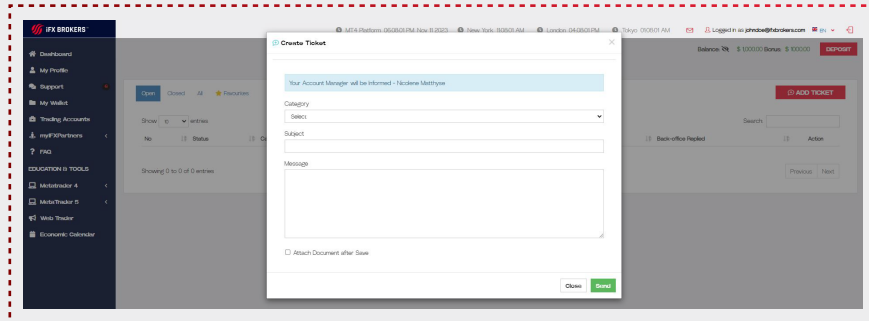 IFX BROKERS™
MT4 Platform: 06:08:01 PM, Nov 11 2023 New York: 11:08:01 AM London: 04:08:01 PM Tokyo: 01:08:01 AM Logged in as johndoe@ifxbrokers.com EN
Balance: $ 1,000.00 Bonus: $ 1000.00 DEPOSIT
Dashboard
My Profile
Support
My Wallet
Trading Accounts
myIFXPartners
FAQ
EDUCATION & TOOLS
Metatrader 4
MetaTrader 5
Web Trader
Economic Calendar
Open Closed All Favourites
ADD TICKET
Show 10 entries
Search:
No Status Back-office Replied Action
Showing 0 to 0 of 0 entries
Previous Next
Create Ticket
Your Account Manager will be informed - Nicolene Matthyse
Category
Select
Subject
Message
Attach Document after Save
Close Send